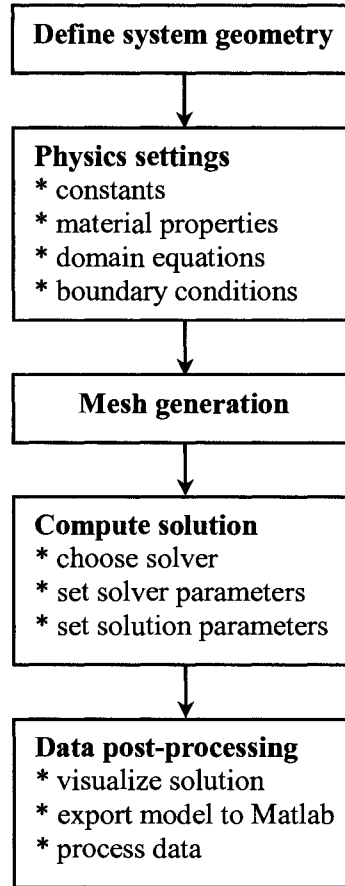 Define system geometry
Physics settings
* constants
* material properties
* domain equations
* boundary conditions
Mesh generation
Compute solution
* choose solver
* set solver parameters
* set solution parameters
Data post-processing
* visualize solution
* export model to Matlab
* process data